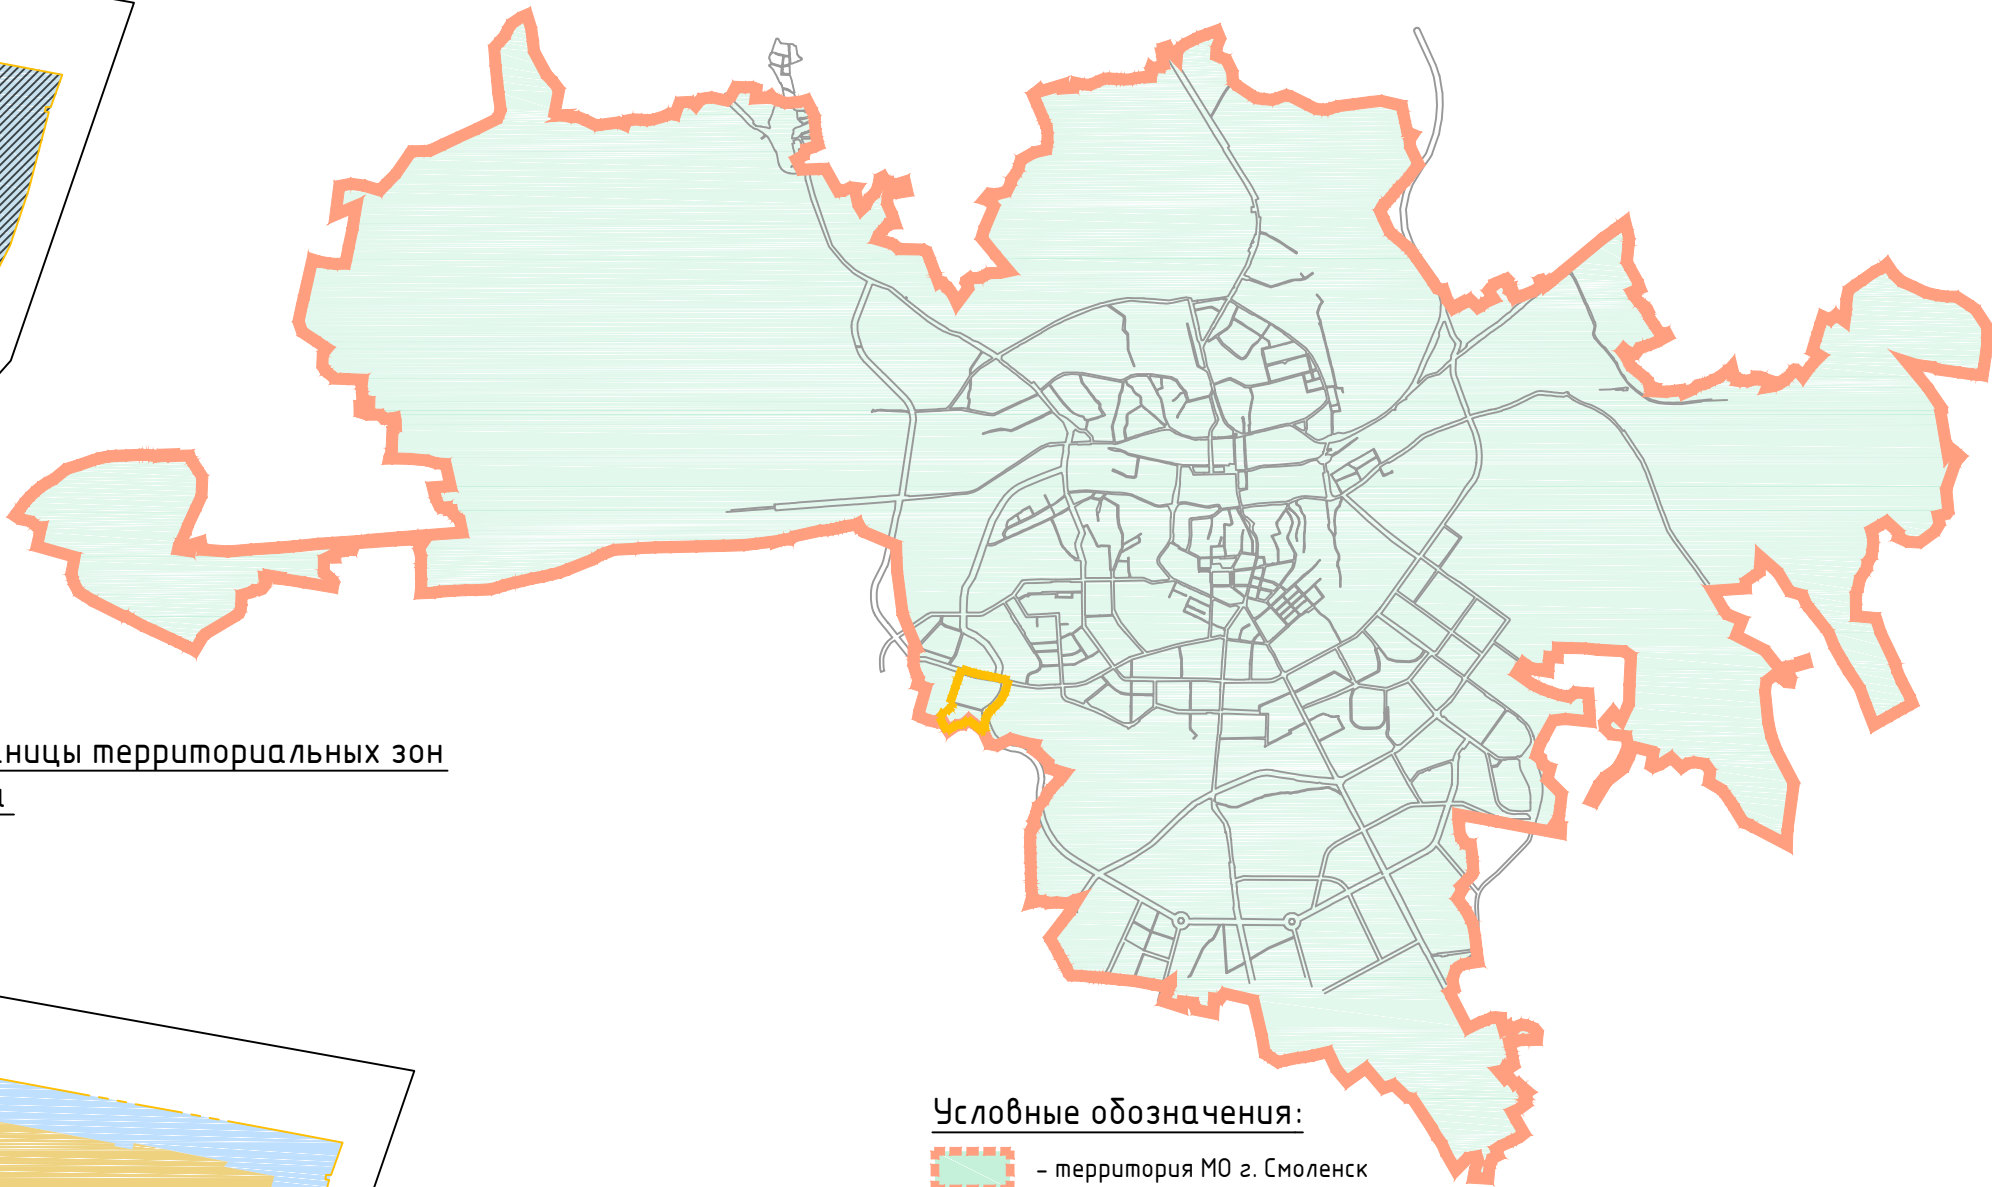 ницы территориальных зон
Условные обозначения:
- территория МО г. Смоленск